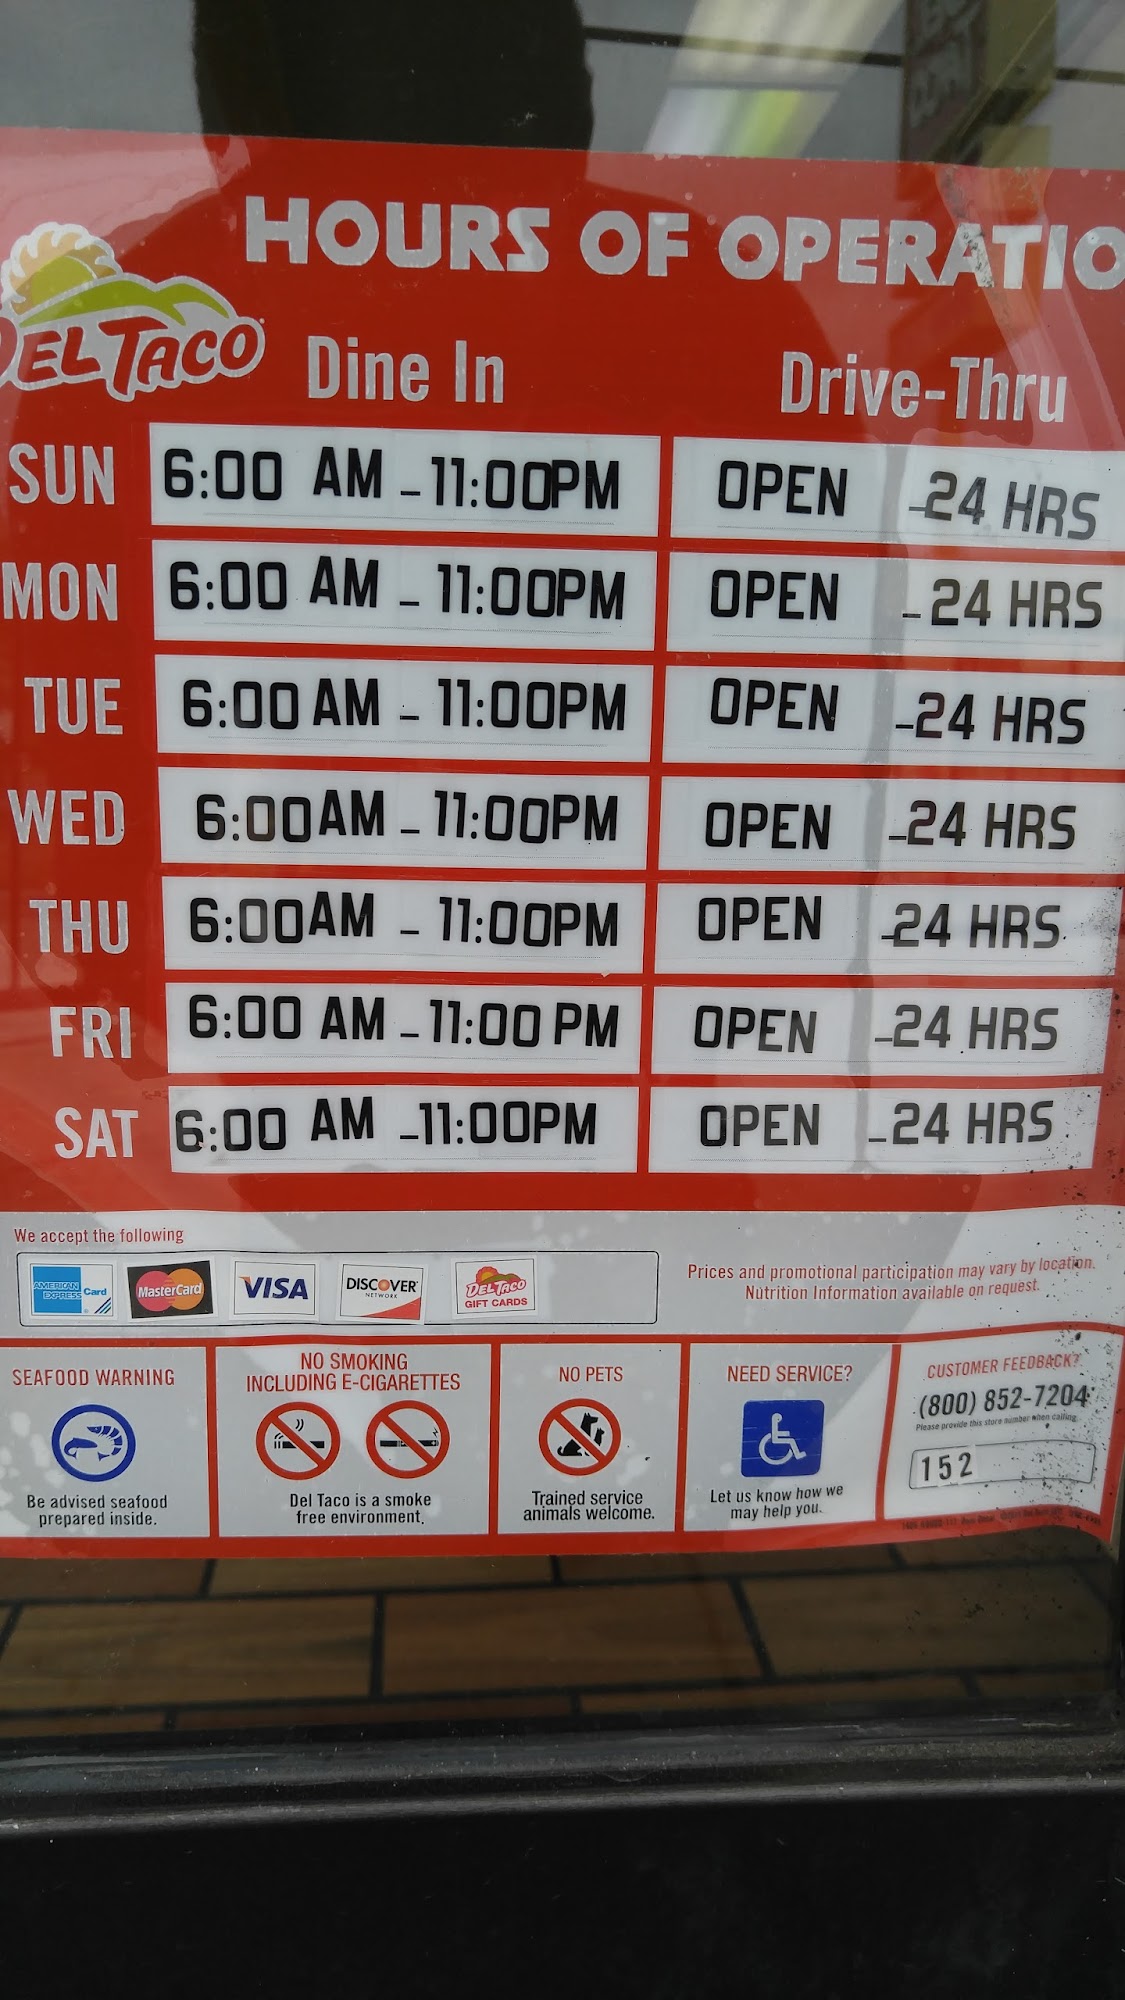 HOURS OF OPERATIO
DEL TACO
Dine In Drive-Thru
SUN 6:00 AM - 11:00PM OPEN -24 HRS
MON 6:00 AM - 11:00PM OPEN -24 HRS
TUE 6:00 AM - 11:00PM OPEN -24 HRS
WED 6:00AM - 11:00PM OPEN -24 HRS
THU 6:00AM - 11:00PM OPEN -24 HRS
FRI 6:00 AM - 11:00 PM OPEN -24 HRS
SAT 6:00 AM -11:00PM OPEN -24 HRS
We accept the following
AMERICAN EXPRESS Card
MasterCard
VISA
DISCOVER
NETWORK
DEL TACO
GIFT CARDS
Prices and promotional participation may vary by location.
Nutrition Information available on request.
SEAFOOD WARNING
Be advised seafood
prepared inside.
NO SMOKING
INCLUDING E-CIGARETTES
Del Taco is a smoke
free environment.
NO PETS
Trained service
animals welcome.
NEED SERVICE?
Let us know how we
may help you.
CUSTOMER FEEDBACK?
(800) 852-7204
Please provide this store number when calling.
152